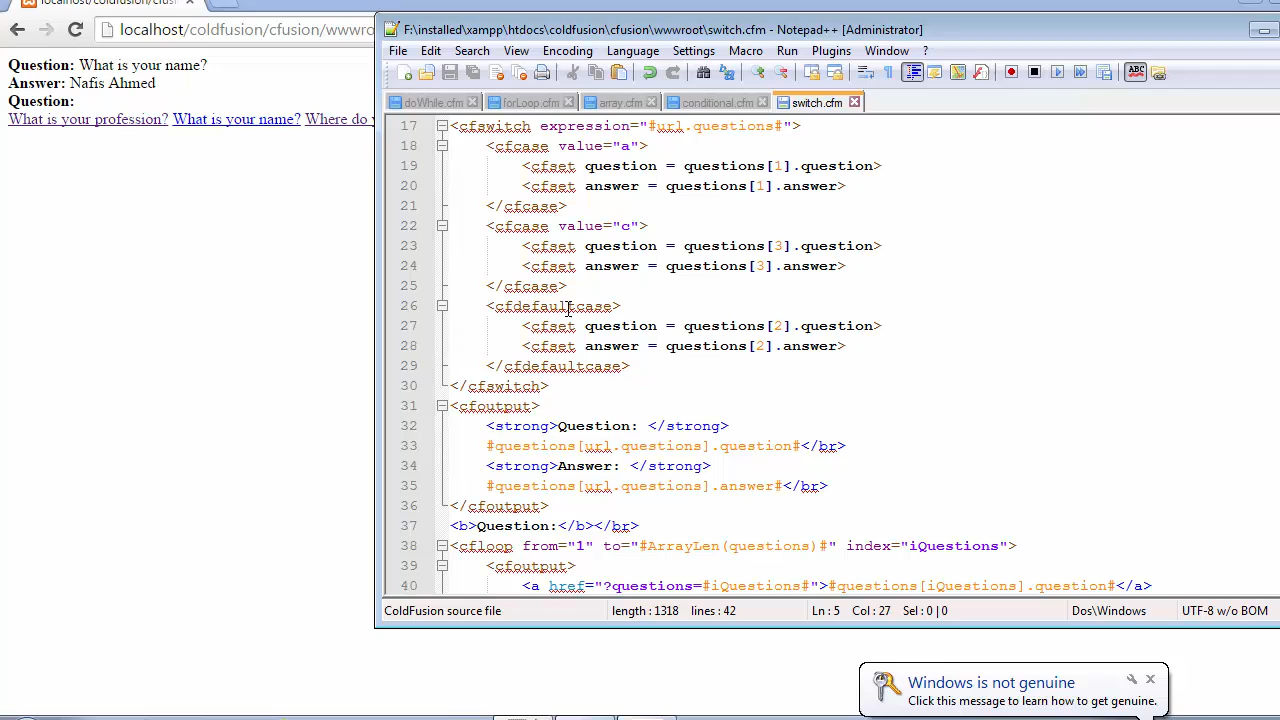 localhost/coldfusion/cfusion/
localhost/coldfusion/cfusion/wwwro
Question: What is your name?
Answer: Nafis Ahmed
Question:
What is your profession? What is your name? Where do y
F:\installed\xampp\htdocs\coldfusion\cfusion\wwwroot\switch.cfm - Notepad++ [Administrator]
File Edit Search View Encoding Language Settings Macro Run Plugins Window ?
ABC
doWhile.cfm forLoop.cfm array.cfm conditional.cfm switch.cfm
17 <cfswitch expression="#url.questions#">
18 <cfcase value="a">
19 <cfset question = questions[1].question>
20 <cfset answer = questions[1].answer>
21 </cfcase>
22 <cfcase value="c">
23 <cfset question = questions[3].question>
24 <cfset answer = questions[3].answer>
25 </cfcase>
26 <cfdefaultcase>
27 <cfset question = questions[2].question>
28 <cfset answer = questions[2].answer>
29 </cfdefaultcase>
30 </cfswitch>
31 <cfoutput>
32 <strong>Question: </strong>
33 #questions[url.questions].question#</br>
34 <strong>Answer: </strong>
35 #questions[url.questions].answer#</br>
36 </cfoutput>
37 <b>Question:</b></br>
38 <cfloop from="1" to="#ArrayLen(questions)#" index="iQuestions">
39 <cfoutput>
40 <a href="?questions=#iQuestions#">#questions[iQuestions].question#</a>
ColdFusion source file length : 1318 lines : 42 Ln : 5 Col : 27 Sel : 0 | 0 Dos\Windows UTF-8 w/o BOM
Windows is not genuine
Click this message to learn how to get genuine.